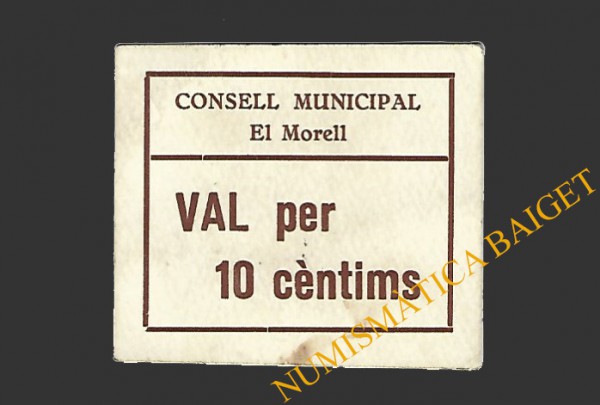 CONSELL MUNICIPAL
El Morell
VAL per
10 cèntims
NUMISMATICA BAIGET